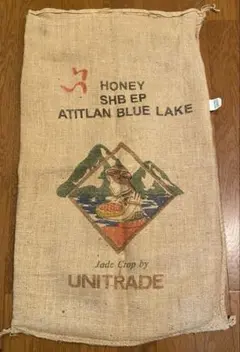 HONEY
SHB EP
ATITLAN BLUE LAKE
Jade Crop by
UNITRADE